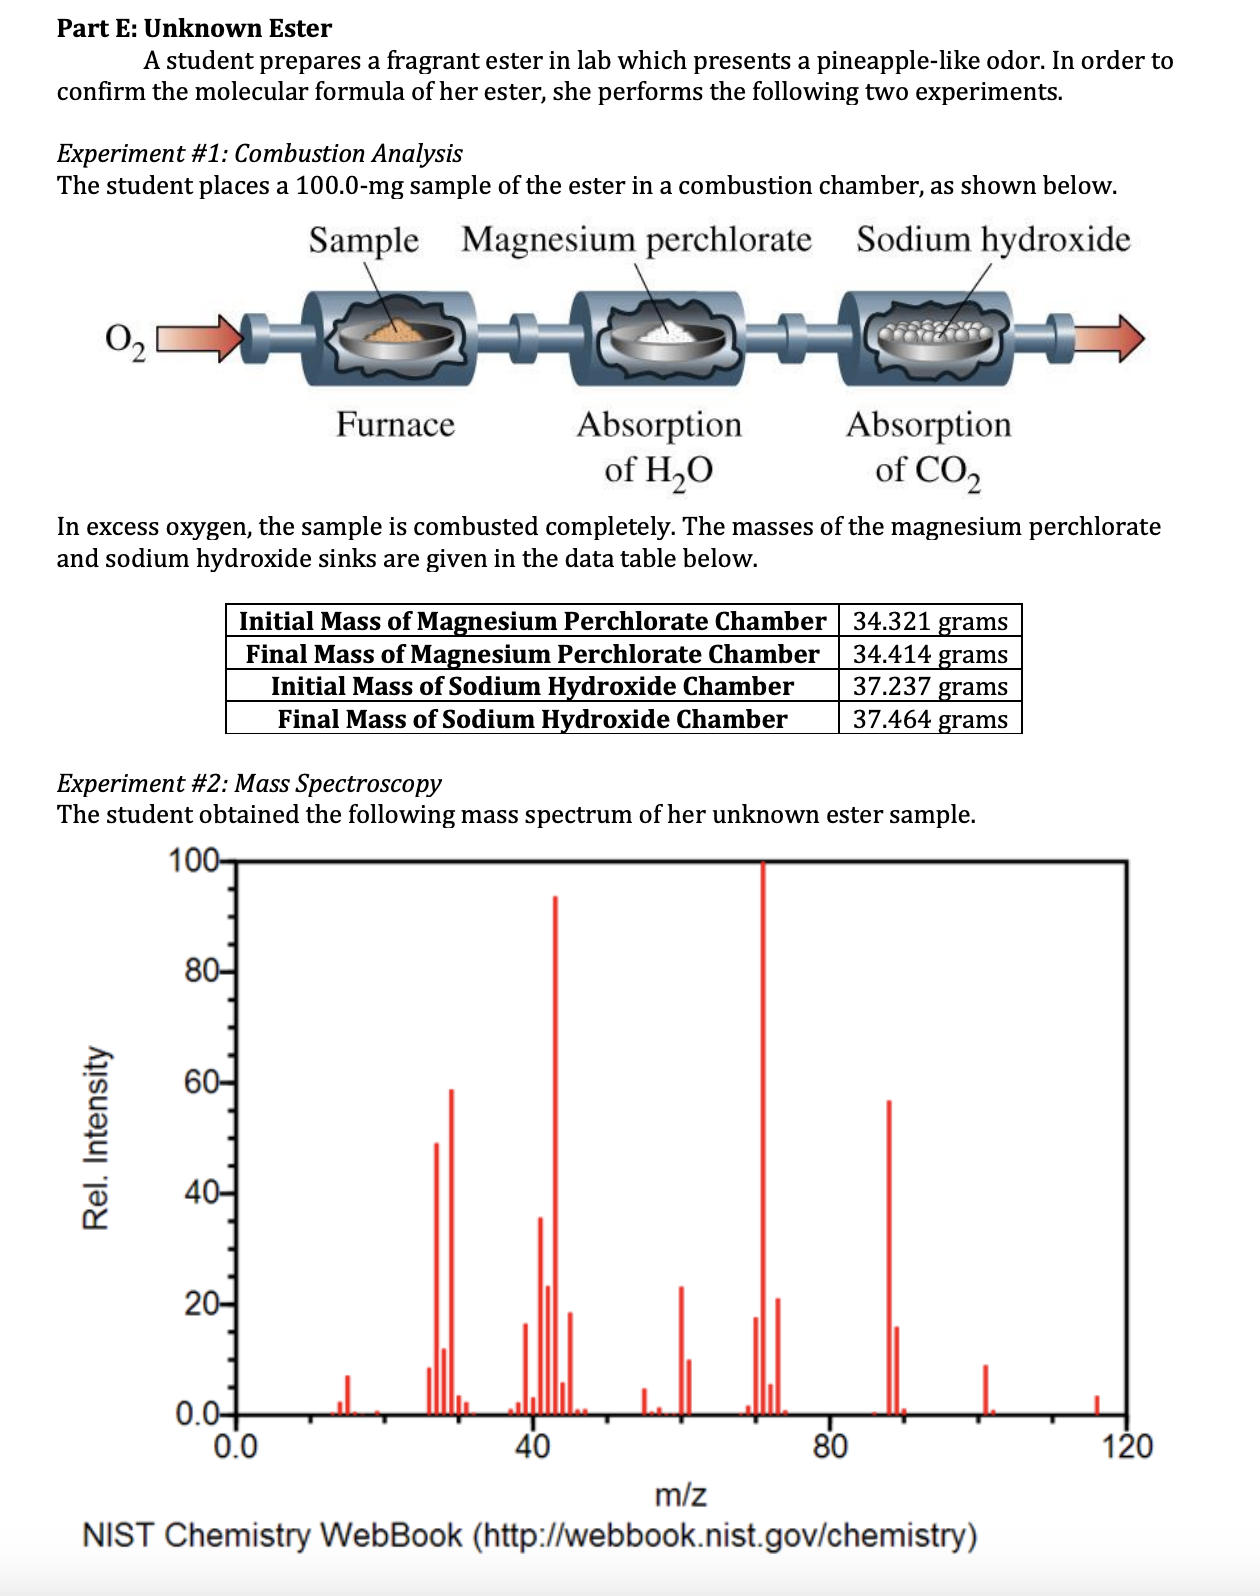 Part E: Unknown Ester
A student prepares a fragrant ester in lab which presents a pineapple-like odor. In order to
confirm the molecular formula of her ester, she performs the following two experiments.
Experiment #1: Combustion Analysis
The student places a 100.0-mg sample of the ester in a combustion chamber, as shown below.
Sample Magnesium perchlorate Sodium hydroxide
O₂
Furnace Absorption Absorption
of H₂O of CO₂
In excess oxygen, the sample is combusted completely. The masses of the magnesium perchlorate
and sodium hydroxide sinks are given in the data table below.
Initial Mass of Magnesium Perchlorate Chamber 34.321 grams
Final Mass of Magnesium Perchlorate Chamber 34.414 grams
Initial Mass of Sodium Hydroxide Chamber 37.237 grams
Final Mass of Sodium Hydroxide Chamber 37.464 grams
Experiment #2: Mass Spectroscopy
The student obtained the following mass spectrum of her unknown ester sample.
100
80
60
Rel. Intensity
40
20
0.0
0.0 40 80 120
m/z
NIST Chemistry WebBook (http://webbook.nist.gov/chemistry)